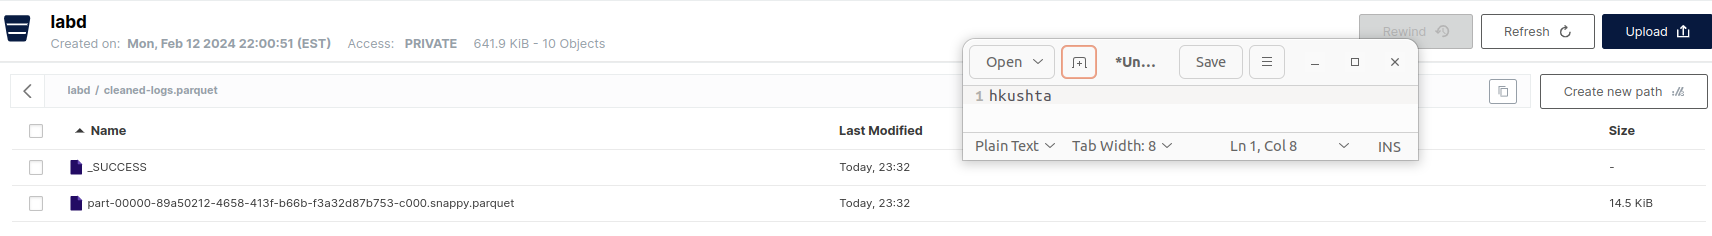 labd
Created on: Mon, Feb 12 2024 22:00:51 (EST) Access: PRIVATE 641.9 KiB - 10 Objects
Rewind
Refresh
Upload
Open
*Un...
Save
1 hkushta
Plain Text
Tab Width: 8
Ln 1, Col 8
INS
labd / cleaned-logs.parquet
Create new path
Name Last Modified Size
_SUCCESS Today, 23:32 -
part-00000-89a50212-4658-413f-b66b-f3a32d87b753-c000.snappy.parquet Today, 23:32 14.5 KiB